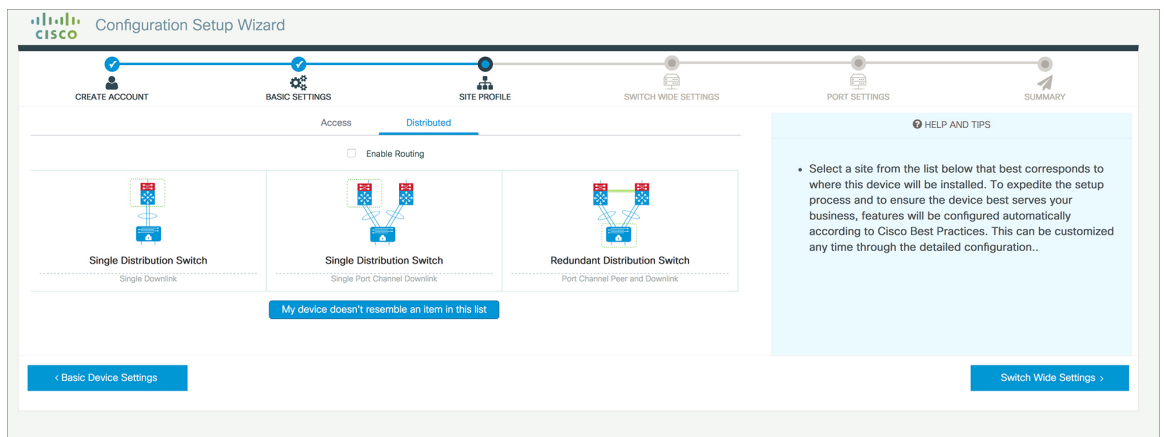 CISCO
Configuration Setup Wizard
CREATE ACCOUNT
BASIC SETTINGS
SITE PROFILE
SWITCH WIDE SETTINGS
PORT SETTINGS
SUMMARY
Access
Distributed
Enable Routing
Single Distribution Switch
Single Downlink
Single Distribution Switch
Single Port Channel Downlink
Redundant Distribution Switch
Port Channel Peer and Downlink
My device doesn't resemble an item in this list
HELP AND TIPS
• Select a site from the list below that best corresponds to
where this device will be installed. To expedite the setup
process and to ensure the device best serves your
business, features will be configured automatically
according to Cisco Best Practices. This can be customized
any time through the detailed configuration..
‹ Basic Device Settings
Switch Wide Settings ›